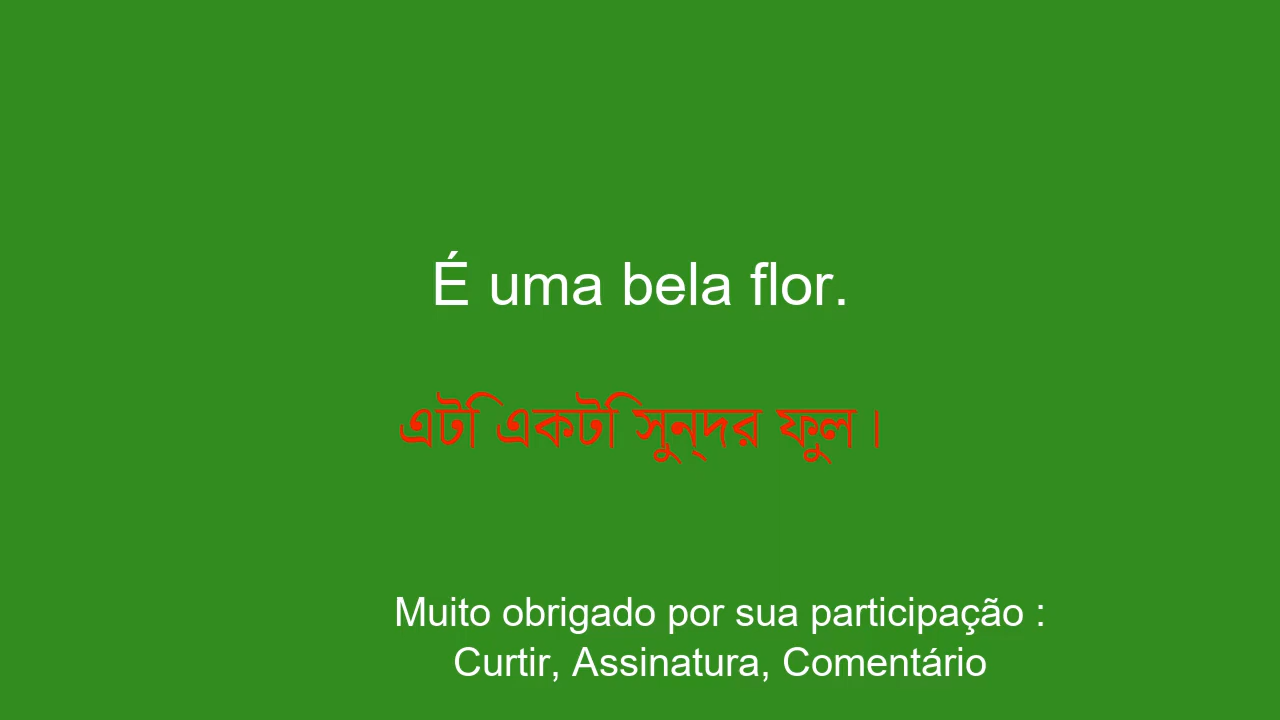 É uma bela flor.
এটি একটি সুন্দর ফুল।
Muito obrigado por sua participação :
Curtir, Assinatura, Comentário